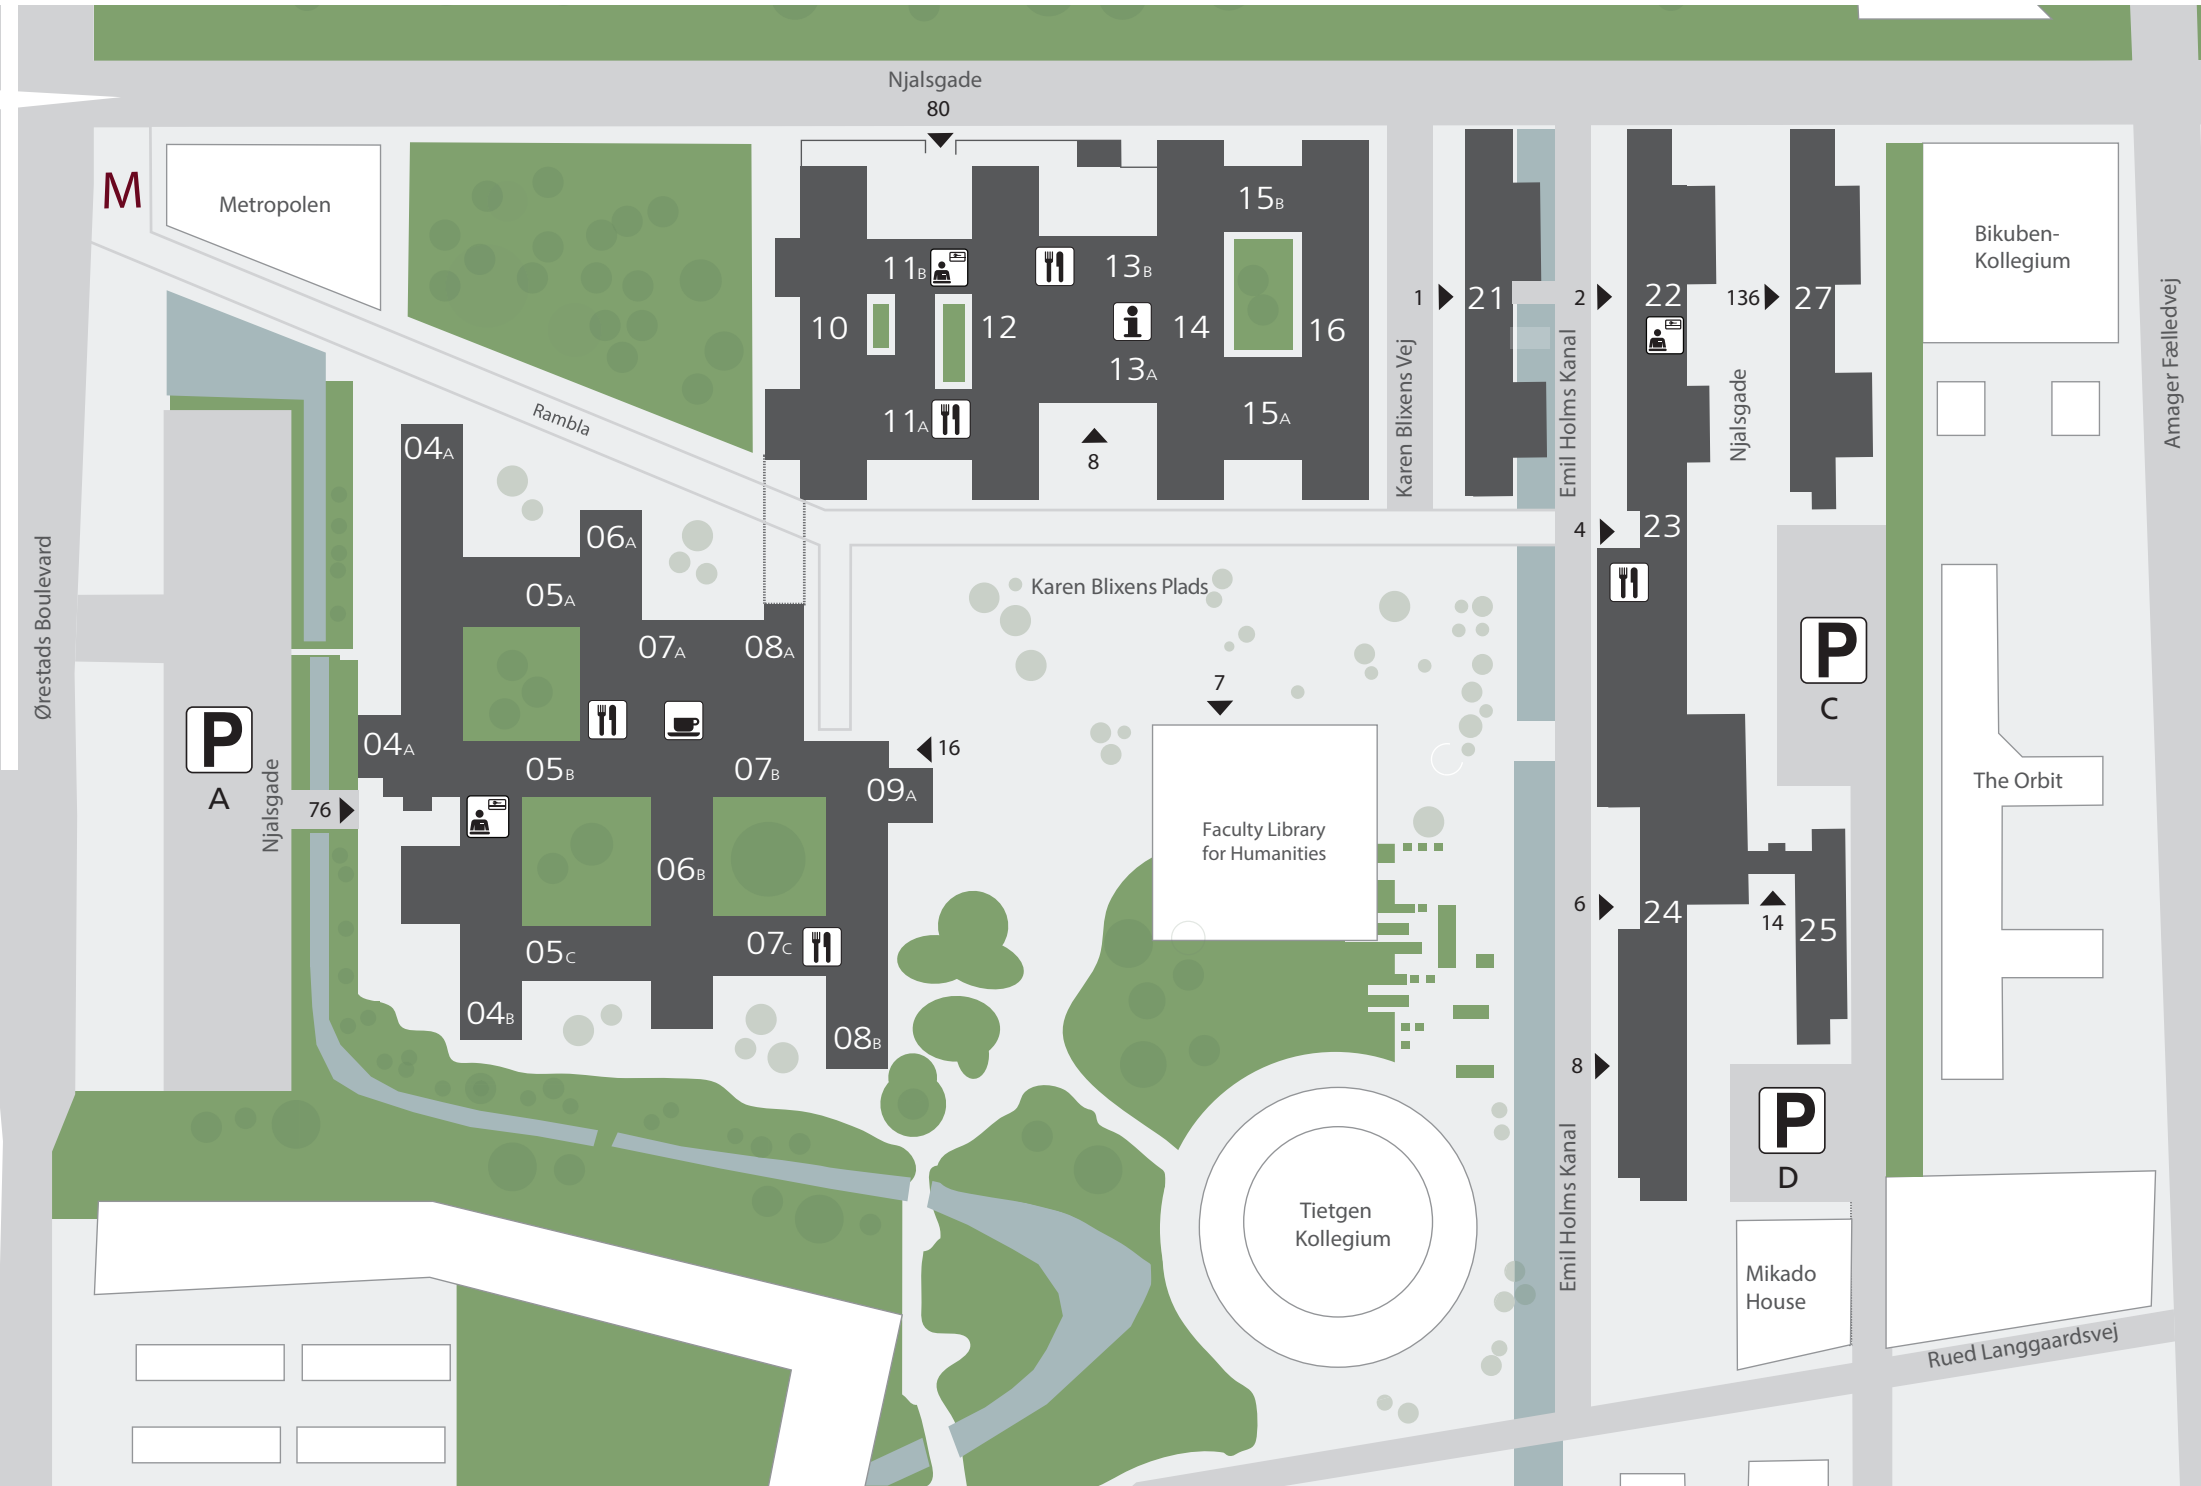 Njalsgade
80
M
Metropolen
15B
11B
13B
10
12
14
16
13A
11A
15A
8
Rambla
1
21
Karen Blixens Vej
2
22
Emil Holms Kanal
136
27
Njalsgade
Bikuben-
Kollegium
Amager Fælledvej
04A
06A
05A
07A
08A
Ørestads Boulevard
4
23
Karen Blixens Plads
P
C
7
P
A
Njalsgade
04A
05B
07B
16
09A
76
The Orbit
Faculty Library
for Humanities
06B
6
24
14
25
05C
07C
04B
08B
8
P
D
Emil Holms Kanal
Tietgen
Kollegium
Mikado
House
Rued Langgaardsvej